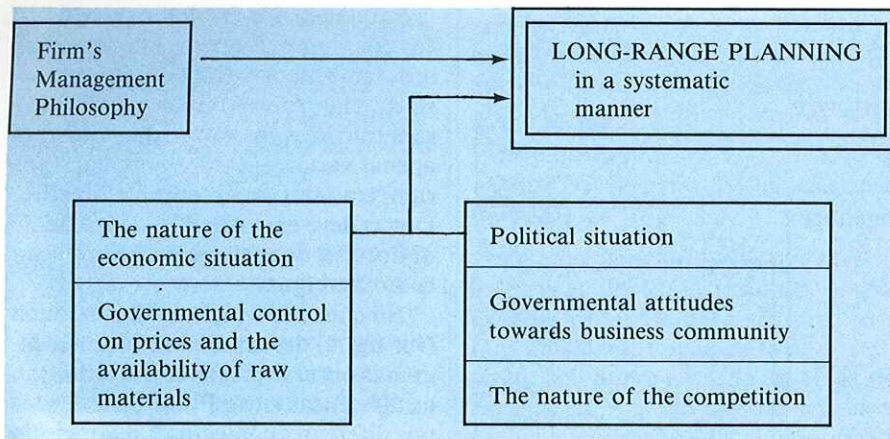 Firm's
Management
Philosophy
LONG-RANGE PLANNING
in a systematic
manner
The nature of the
economic situation
Governmental control
on prices and the
availability of raw
materials
Political situation
Governmental attitudes
towards business community
The nature of the competition